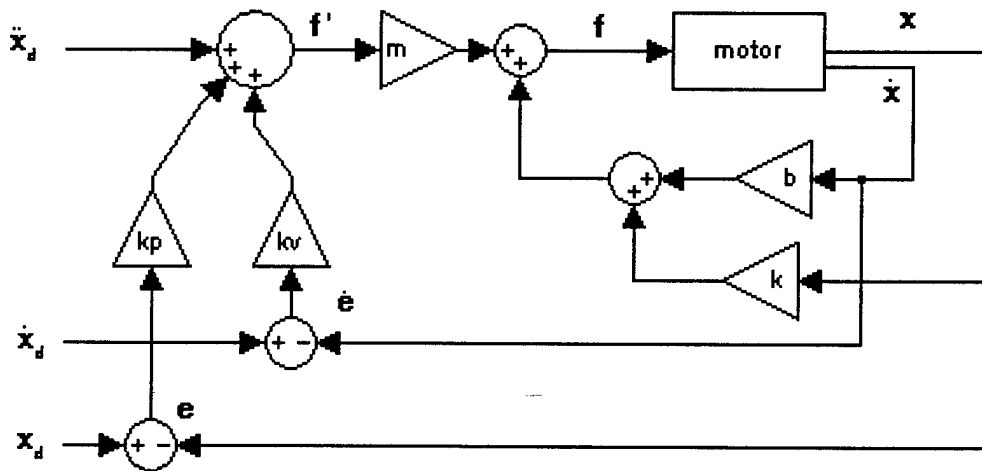 ẍd
+
+
+
f'
m
+
+
f
motor
x
ẋ
+
+
b
k
kp
kv
ė
ẋd
+ -
e
xd
+ -